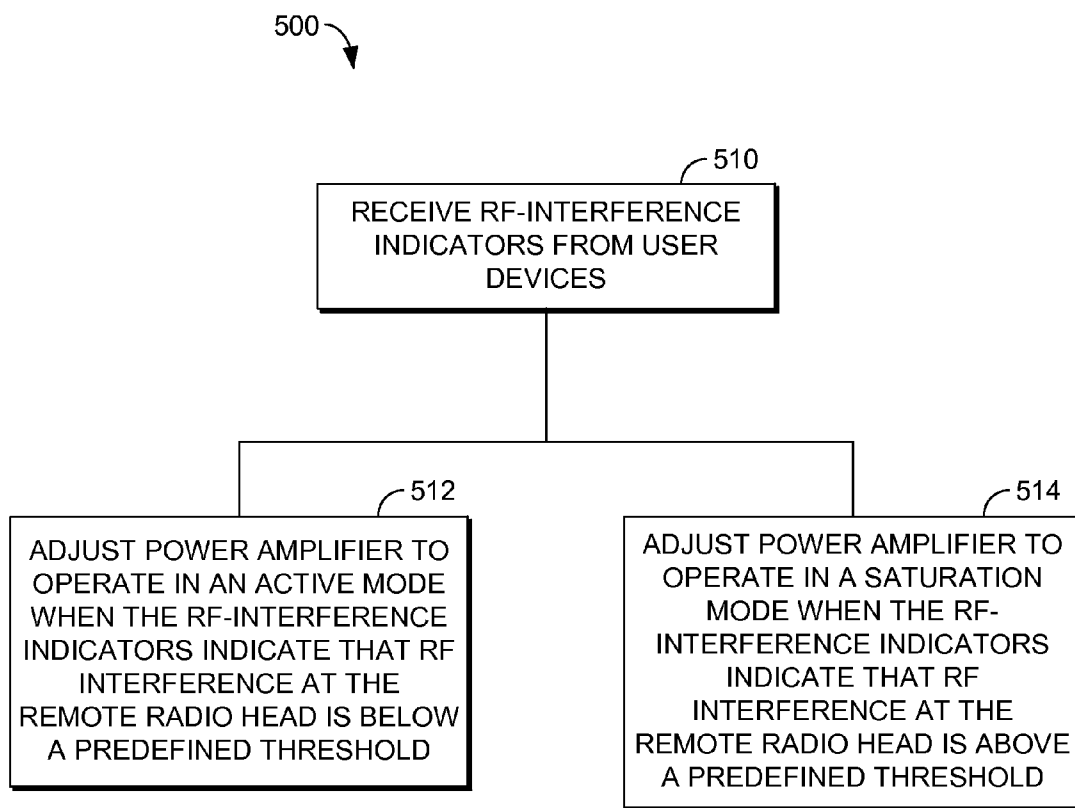 500
510
RECEIVE RF-INTERFERENCE
INDICATORS FROM USER
DEVICES
512
ADJUST POWER AMPLIFIER TO
OPERATE IN AN ACTIVE MODE
WHEN THE RF-INTERFERENCE
INDICATORS INDICATE THAT RF
INTERFERENCE AT THE
REMOTE RADIO HEAD IS BELOW
A PREDEFINED THRESHOLD
514
ADJUST POWER AMPLIFIER TO
OPERATE IN A SATURATION
MODE WHEN THE RF-
INTERFERENCE INDICATORS
INDICATE THAT RF
INTERFERENCE AT THE
REMOTE RADIO HEAD IS ABOVE
A PREDEFINED THRESHOLD